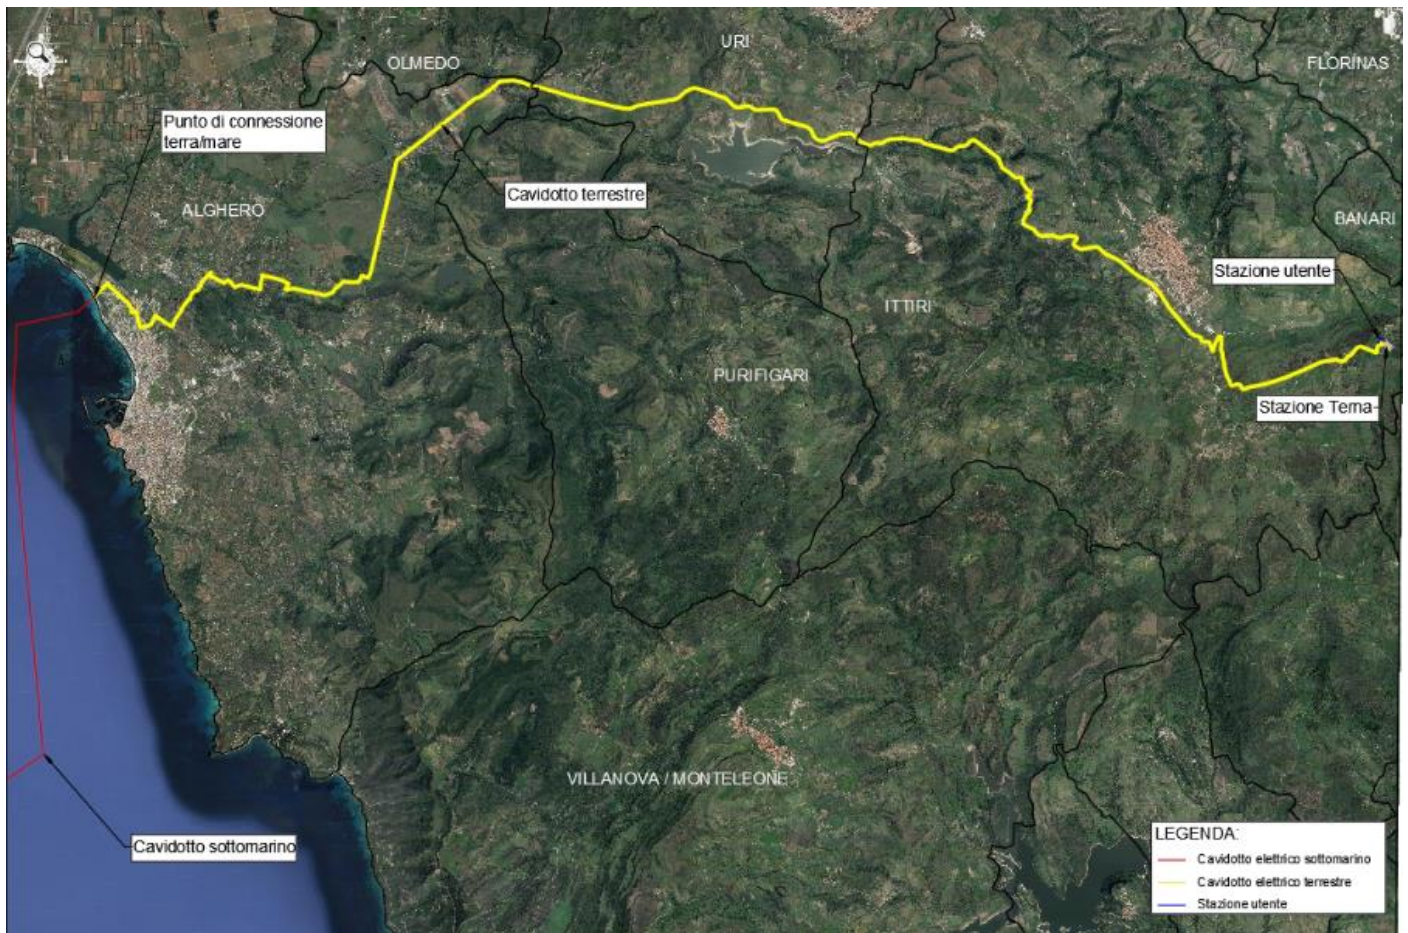 URI
OLMEDO
FLORINAS
Punto di connessione
terra/mare
Cavidotto terrestre
ALGHERO
BANARI
Stazione utente
ITTIRI
PURIFIGARI
Stazione Terna
VILLANOVA / MONTELEONE
Cavidotto sottomarino
LEGENDA:
Cavidotto elettrico sottomarino
Cavidotto elettrico terrestre
Stazione utente